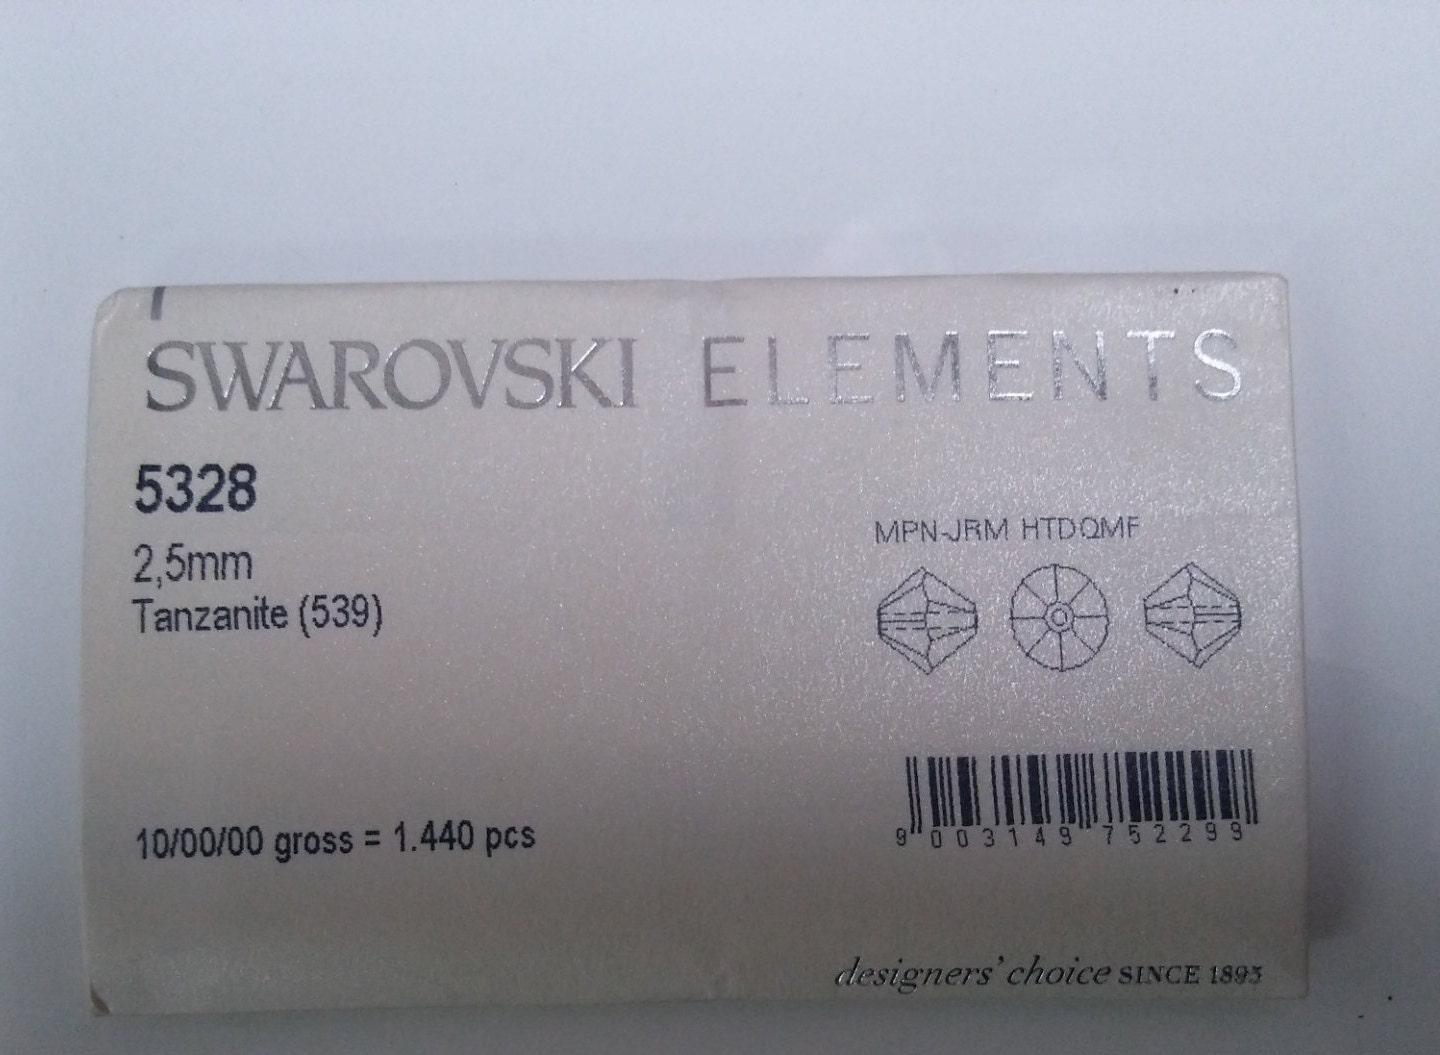 SWAROVSKI ELEMENTS
5328
2,5mm
Tanzanite (539)
MPN-JRM HTDQMF
10/00/00 gross = 1.440 pcs
9 003149 752299
designers' choice SINCE 1895